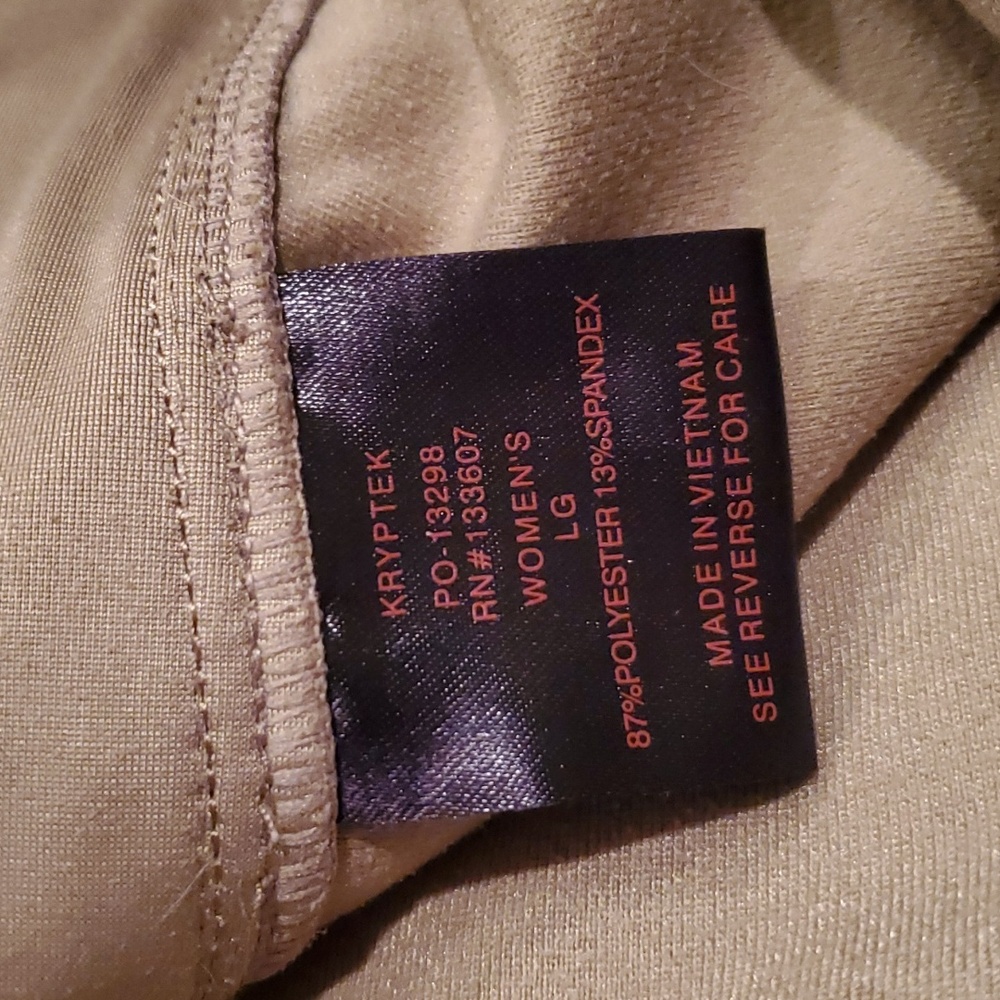 KRYPTEK
PO-13298
RN#133607
WOMEN'S
LG
87%POLYESTER 13%SPANDEX
MADE IN VIETNAM
SEE REVERSE FOR CARE